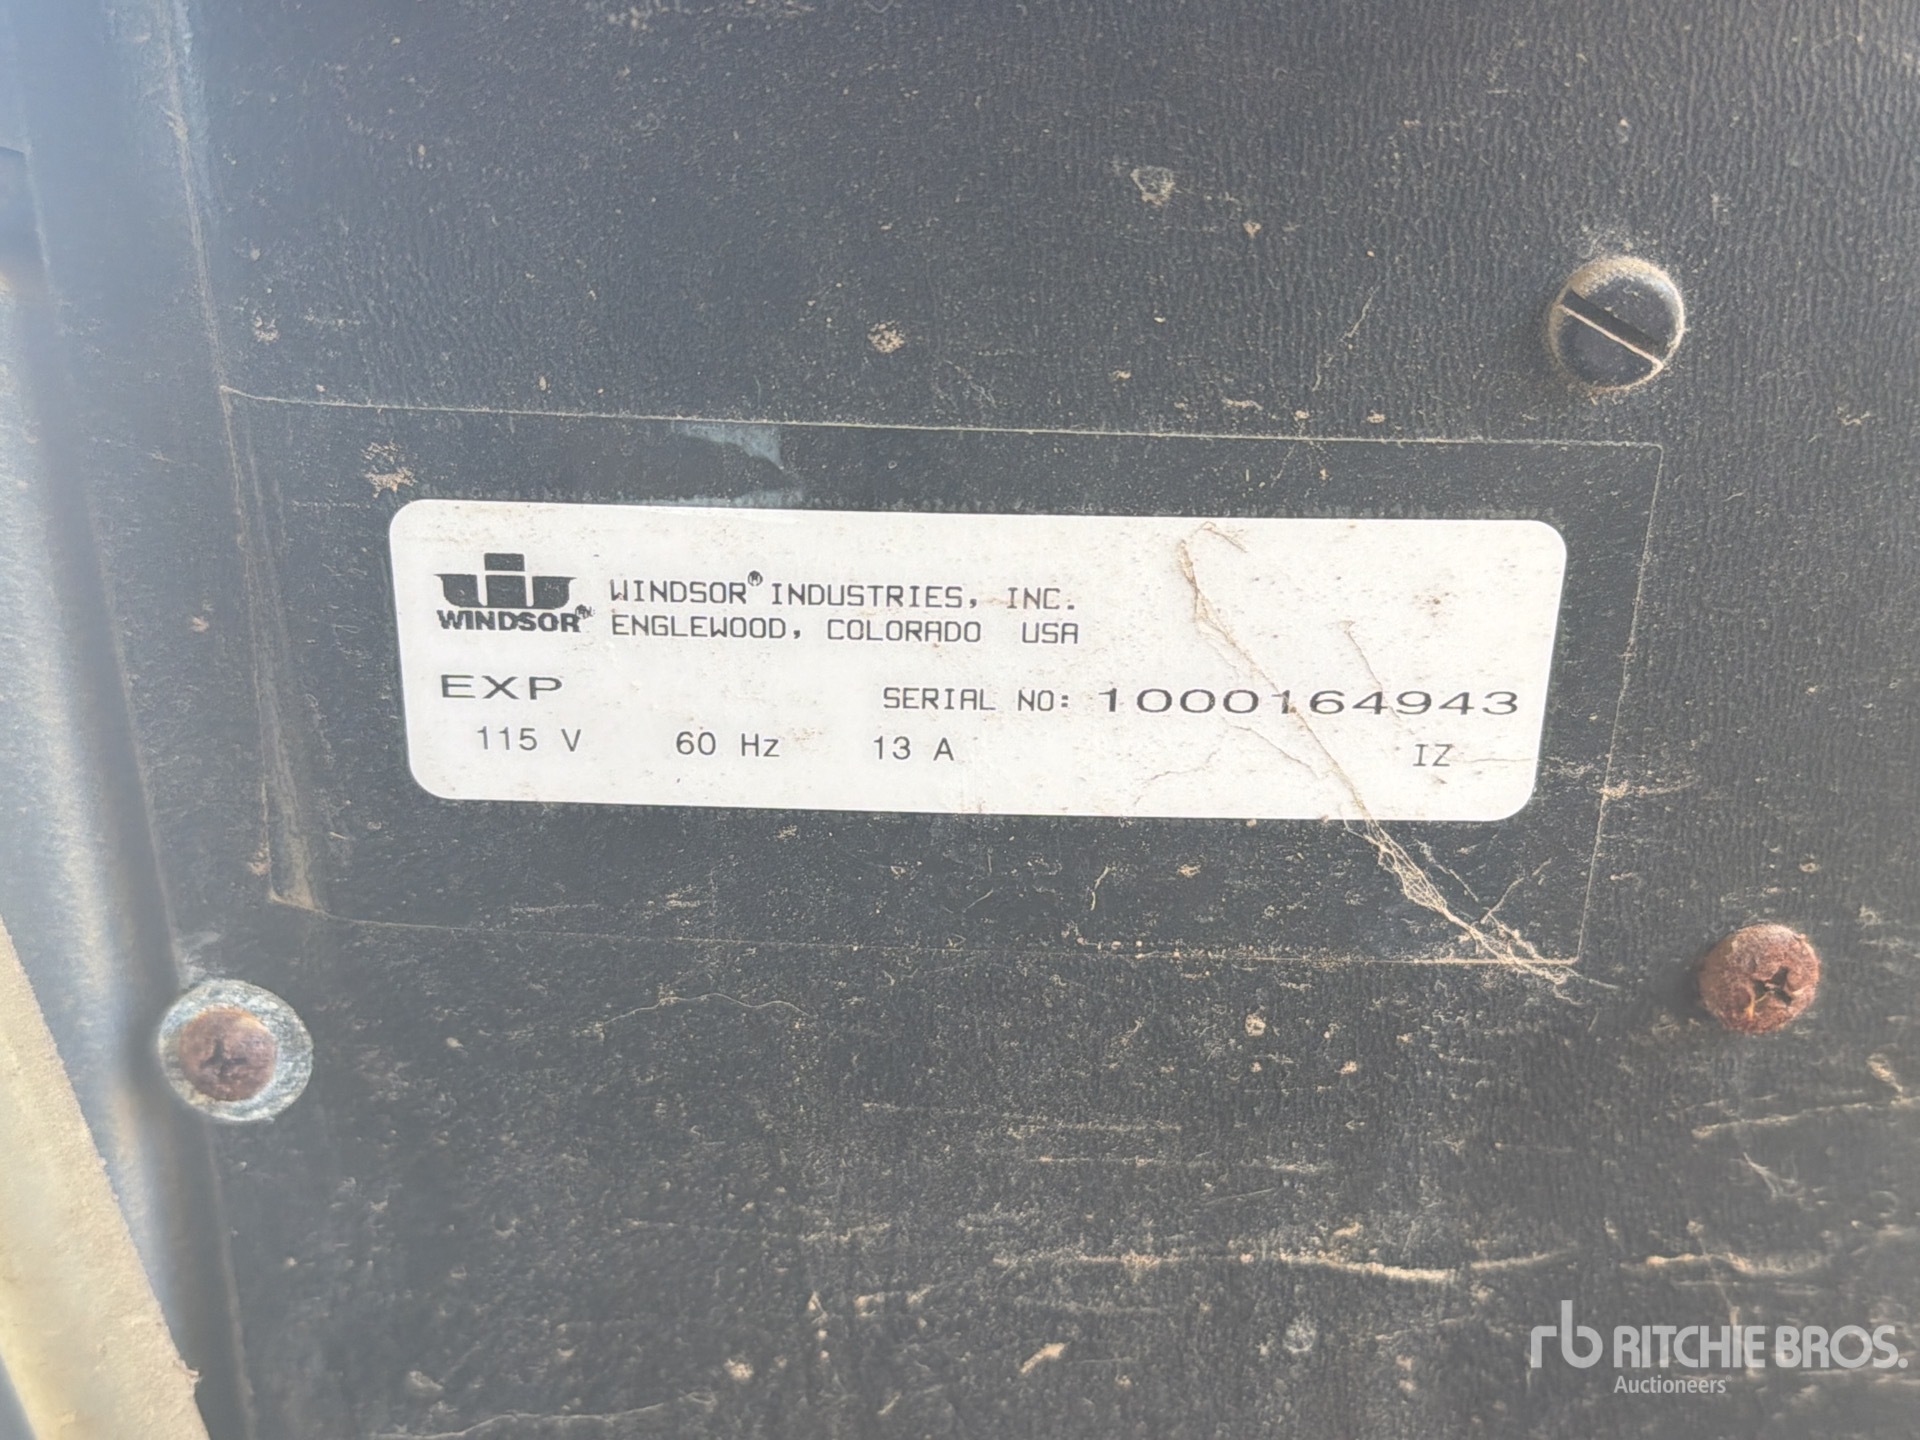 WINDSOR® WINDSOR® INDUSTRIES, INC.
ENGLEWOOD, COLORADO USA
EXP SERIAL NO: 1000164943
115 V 60 Hz 13 A IZ
rb RITCHIE BROS.
Auctioneers